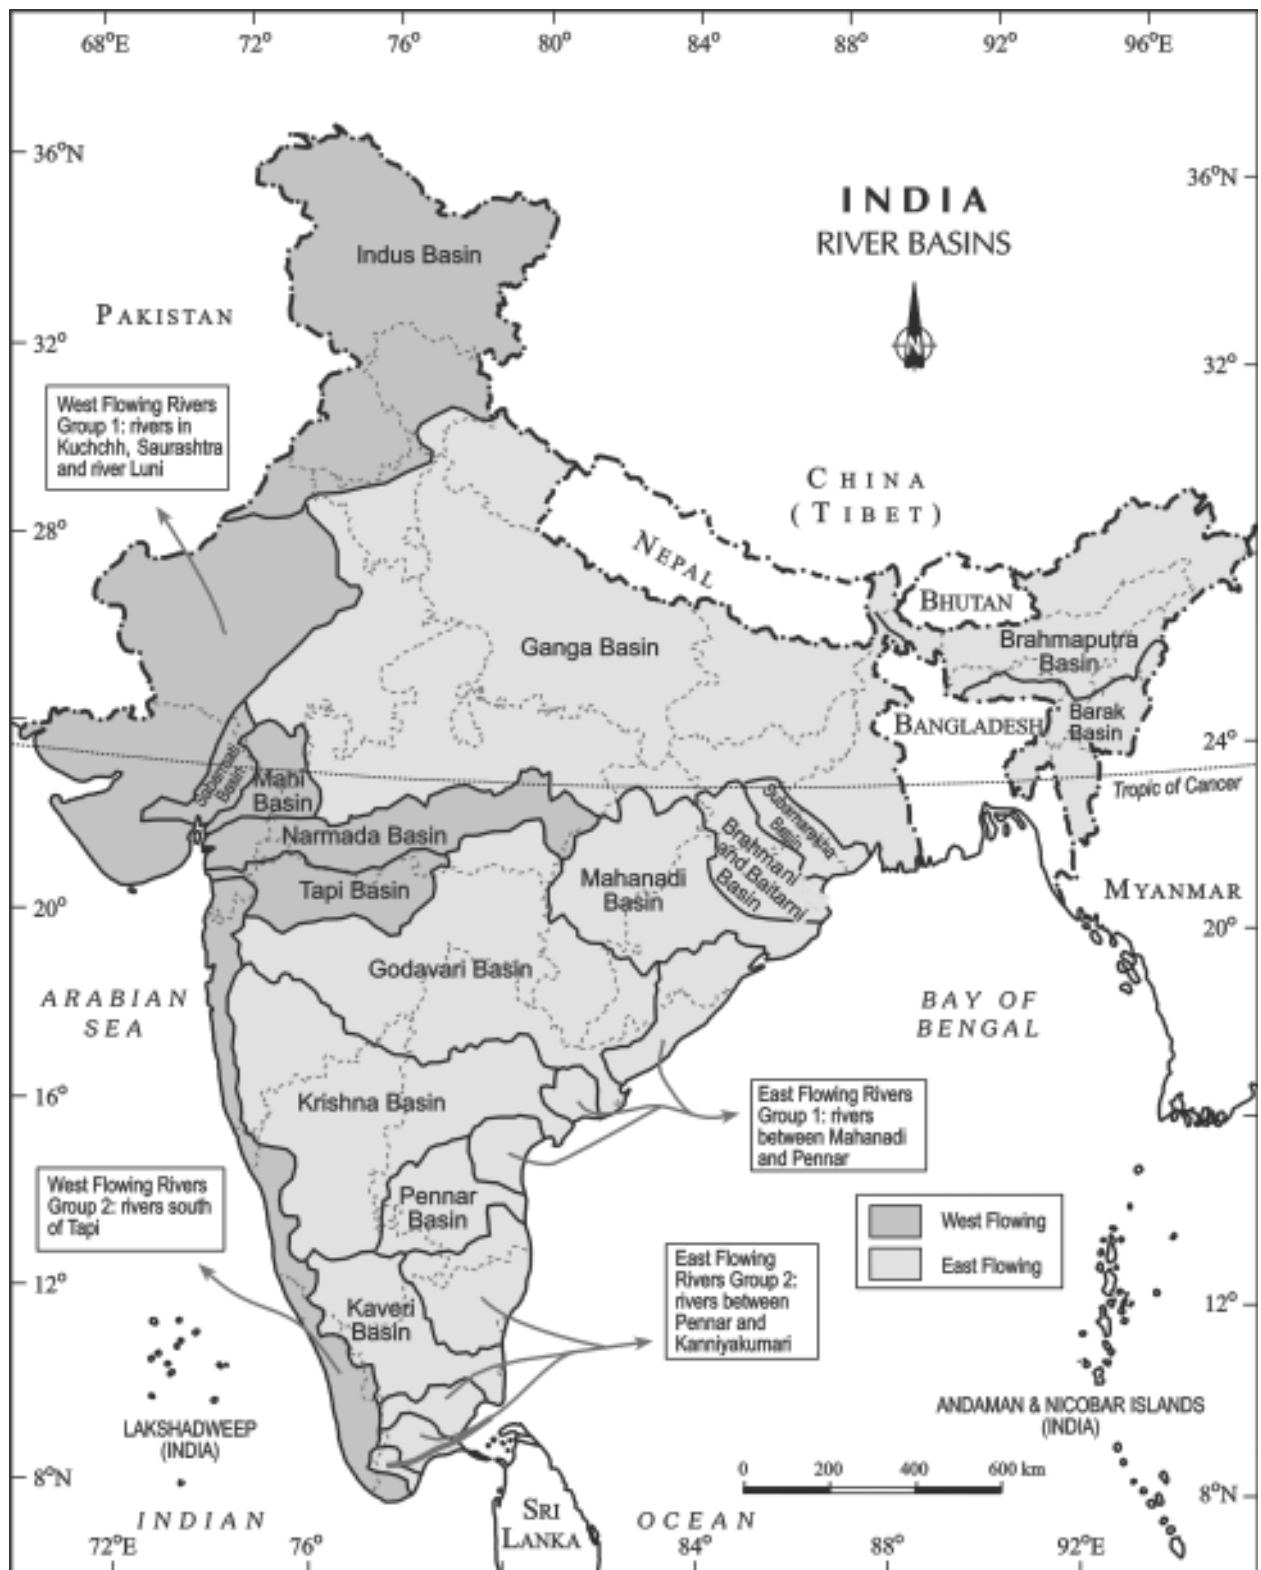 68°E 72° 76° 80° 84° 88° 92° 96°E
36°N
36°N
INDIA
RIVER BASINS
N
Indus Basin
PAKISTAN
32°
32°
West Flowing Rivers
Group 1: rivers in
Kuchchh, Saurashtra
and river Luni
CHINA
(TIBET)
28°
28°
NEPAL
BHUTAN
Ganga Basin
Brahmaputra
Basin
BANGLADESH
Barak
Basin
24°
Tropic of Cancer
Sabarmati
Basin
Mahi
Basin
Subarnarekha
Basin
Narmada Basin
Brahmani
and Baitarni
Basin
Tapi Basin
Mahanadi
Basin
MYANMAR
20°
20°
Godavari Basin
ARABIAN
SEA
BAY OF
BENGAL
16°
Krishna Basin
East Flowing Rivers
Group 1: rivers
between Mahanadi
and Pennar
West Flowing Rivers
Group 2: rivers south
of Tapi
Pennar
Basin
West Flowing
East Flowing
East Flowing
Rivers Group 2:
rivers between
Pennar and
Kanniyakumari
12°
12°
Kaveri
Basin
LAKSHADWEEP
(INDIA)
ANDAMAN & NICOBAR ISLANDS
(INDIA)
0 200 400 600 km
8°N
8°N
INDIAN
SRI
LANKA
OCEAN
72°E 76° 84° 88° 92°E